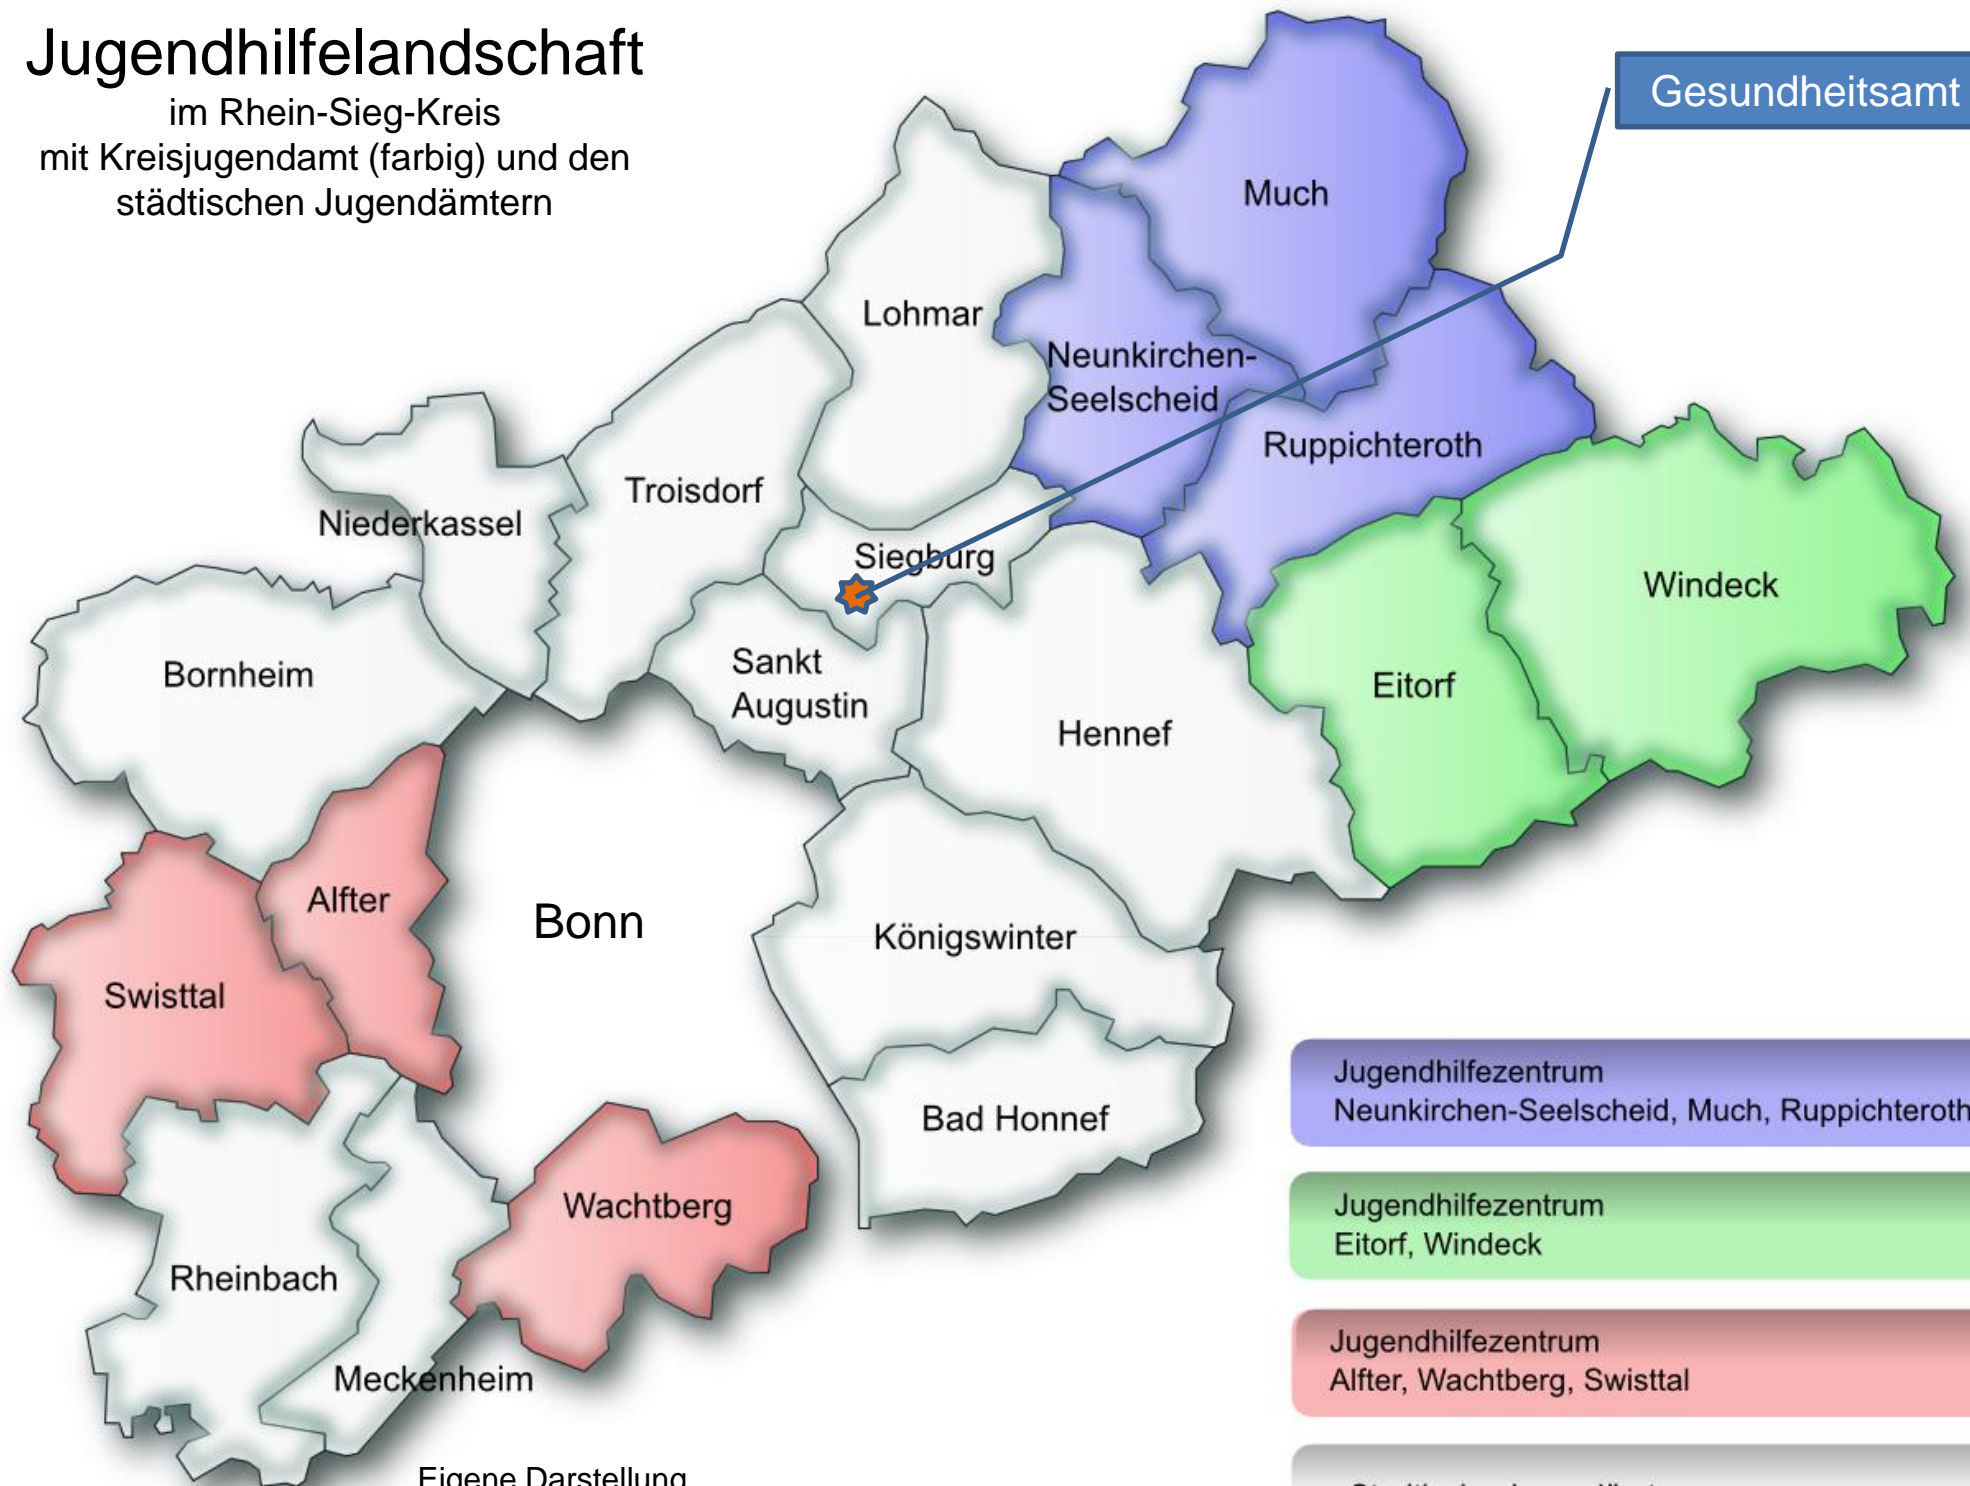 Jugendhilfelandschaft
im Rhein-Sieg-Kreis
mit Kreisjugendamt (farbig) und den
städtischen Jugendämtern
Gesundheitsamt
Much
Lohmar
Neunkirchen-
Seelscheid
Ruppichteroth
Troisdorf
Niederkassel
Siegburg
Windeck
Bornheim
Sankt
Augustin
Eitorf
Hennef
Alfter
Bonn
Königswinter
Swisttal
Bad Honnef
Wachtberg
Rheinbach
Meckenheim
Jugendhilfezentrum
Neunkirchen-Seelscheid, Much, Ruppichteroth
Jugendhilfezentrum
Eitorf, Windeck
Jugendhilfezentrum
Alfter, Wachtberg, Swisttal
Eigene Darstellung